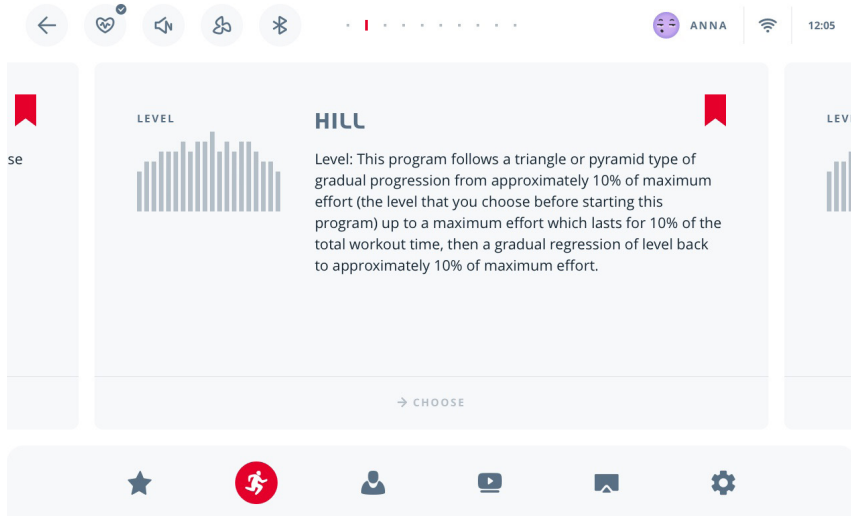 ANNA
12:05
se
LEVEL
HILL
Level: This program follows a triangle or pyramid type of
gradual progression from approximately 10% of maximum
effort (the level that you choose before starting this
program) up to a maximum effort which lasts for 10% of the
total workout time, then a gradual regression of level back
to approximately 10% of maximum effort.
LEV
CHOOSE